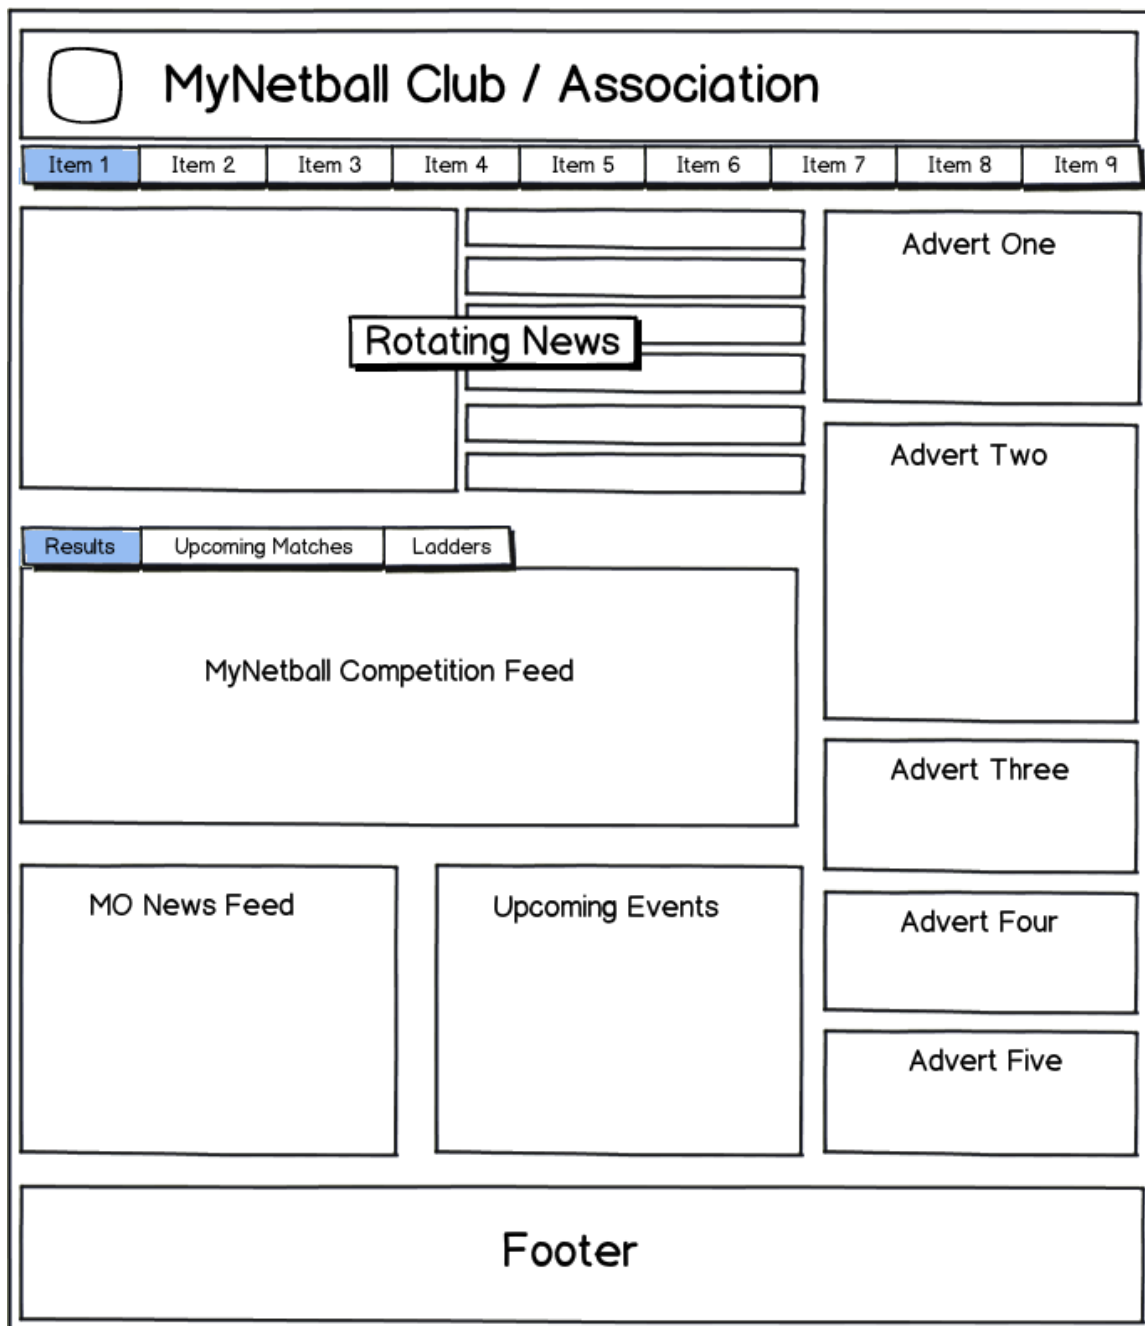 MyNetball Club / Association
Item 1 Item 2 Item 3 Item 4 Item 5 Item 6 Item 7 Item 8 Item 9
Rotating News
Results Upcoming Matches Ladders
MyNetball Competition Feed
MO News Feed
Upcoming Events
Advert One
Advert Two
Advert Three
Advert Four
Advert Five
Footer